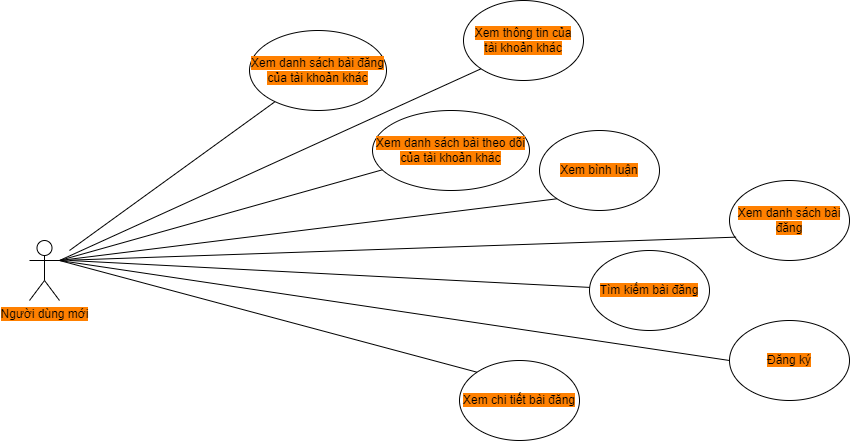 Xem thông tin của
tài khoản khác
Xem danh sách bài đăng
của tài khoản khác
Xem danh sách bài theo dõi
của tài khoản khác
Xem bình luận
Xem danh sách bài
đăng
Tìm kiếm bài đăng
Người dùng mới
Đăng ký
Xem chi tiết bài đăng